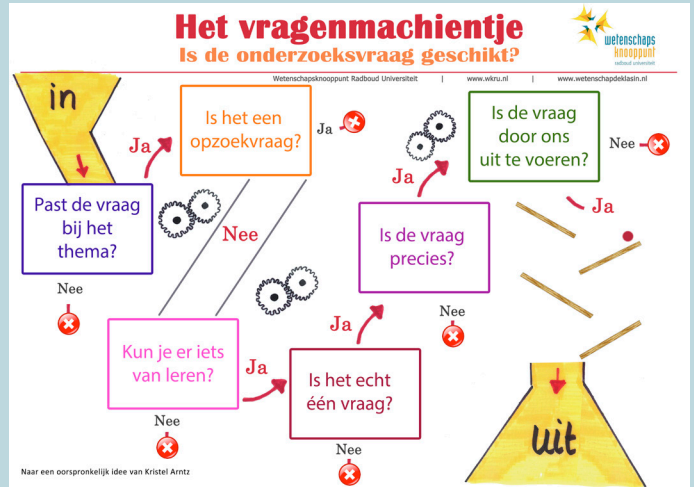 Het vragenmachientje
Is de onderzoeksvraag geschikt?
wetenschaps
knooppunt
radboud universiteit
Wetenschapsknooppunt Radboud Universiteit | www.wkru.nl | www.wetenschapdeklasin.nl
in
Past de vraag
bij het
thema?
Nee
Ja
Is het een
opzoekvraag?
Ja
Nee
Kun je er iets
van leren?
Nee
Ja
Is het echt
één vraag?
Nee
Ja
Is de vraag
precies?
Nee
Ja
Is de vraag
door ons
uit te voeren?
Nee
Ja
uit
Naar een oorspronkelijk idee van Kristel Arntz